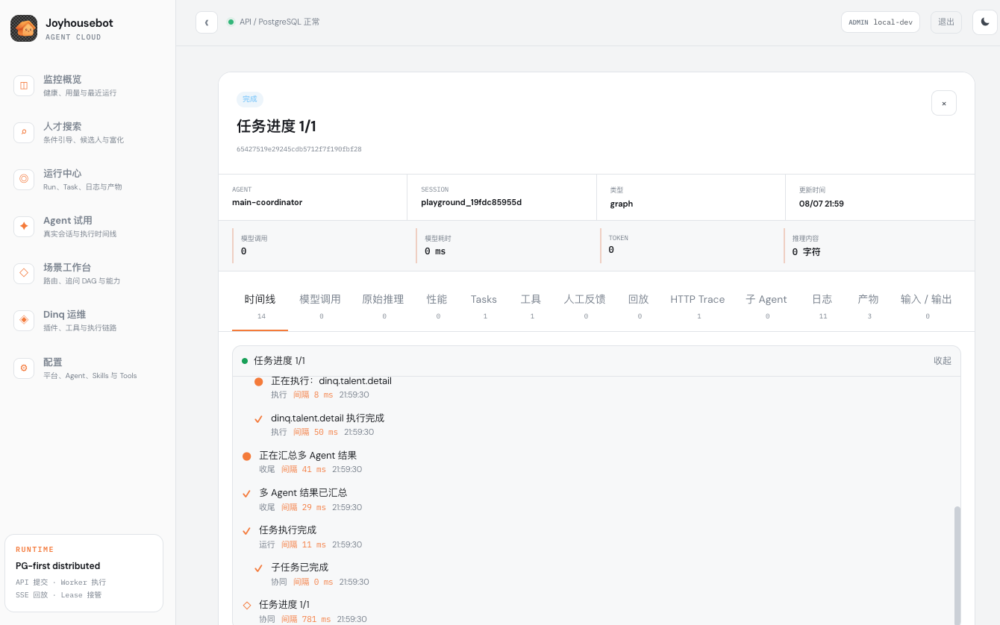 Joyhousebot
AGENT CLOUD
监控概览
健康、用量与最近运行
人才搜索
条件引导、候选人与富化
运行中心
Run、Task、日志与产物
Agent 试用
真实会话与执行时间线
场景工作台
路由、追问 DAG 与能力
Dinq 运维
插件、工具与执行链路
配置
平台、Agent、Skills 与 Tools
RUNTIME
PG-first distributed
API 提交 · Worker 执行
SSE 回放 · Lease 接管
API / PostgreSQL 正常
ADMIN local-dev
退出
完成
×
任务进度 1/1
65427519e29245cdb5712f7f190fbf28
AGENT
main-coordinator
SESSION
playground_19fdc85955d
类型
graph
更新时间
08/07 21:59
模型调用
0
模型耗时
0 ms
TOKEN
0
推理内容
0 字符
时间线
14
模型调用
0
原始推理
0
性能
0
Tasks
1
工具
1
人工反馈
0
回放
0
HTTP Trace
1
子 Agent
0
日志
11
产物
3
输入 / 输出
0
任务进度 1/1
收起
正在执行：dinq.talent.detail
执行 间隔 8 ms 21:59:30
dinq.talent.detail 执行完成
执行 间隔 50 ms 21:59:30
正在汇总多 Agent 结果
收尾 间隔 41 ms 21:59:30
多 Agent 结果已汇总
收尾 间隔 29 ms 21:59:30
任务执行完成
运行 间隔 11 ms 21:59:30
子任务已完成
协同 间隔 0 ms 21:59:30
任务进度 1/1
协同 间隔 781 ms 21:59:30